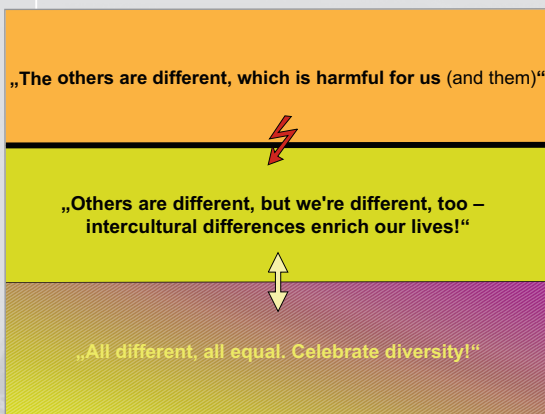 „The others are different, which is harmful for us (and them)“
„Others are different, but we're different, too –
intercultural differences enrich our lives!“
„All different, all equal. Celebrate diversity!“